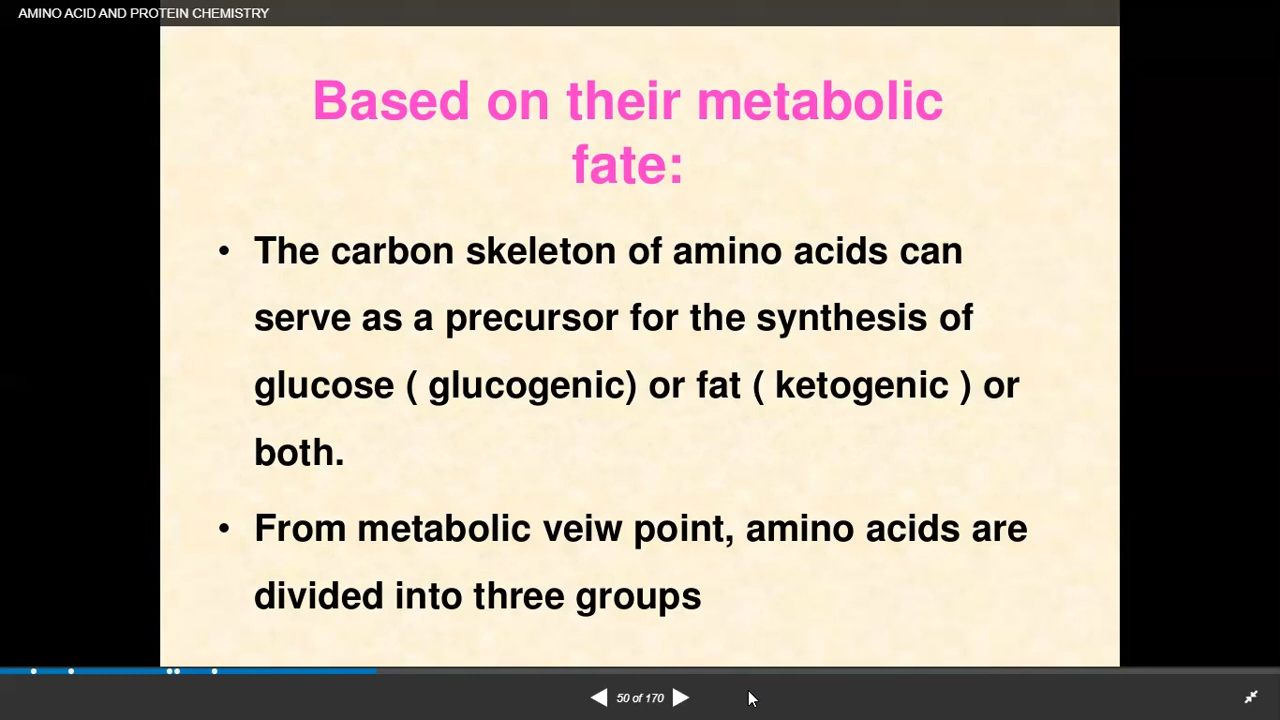 AMINO ACID AND PROTEIN CHEMISTRY
Based on their metabolic
fate:
• The carbon skeleton of amino acids can
serve as a precursor for the synthesis of
glucose ( glucogenic) or fat ( ketogenic ) or
both.
• From metabolic veiw point, amino acids are
divided into three groups
50 of 170